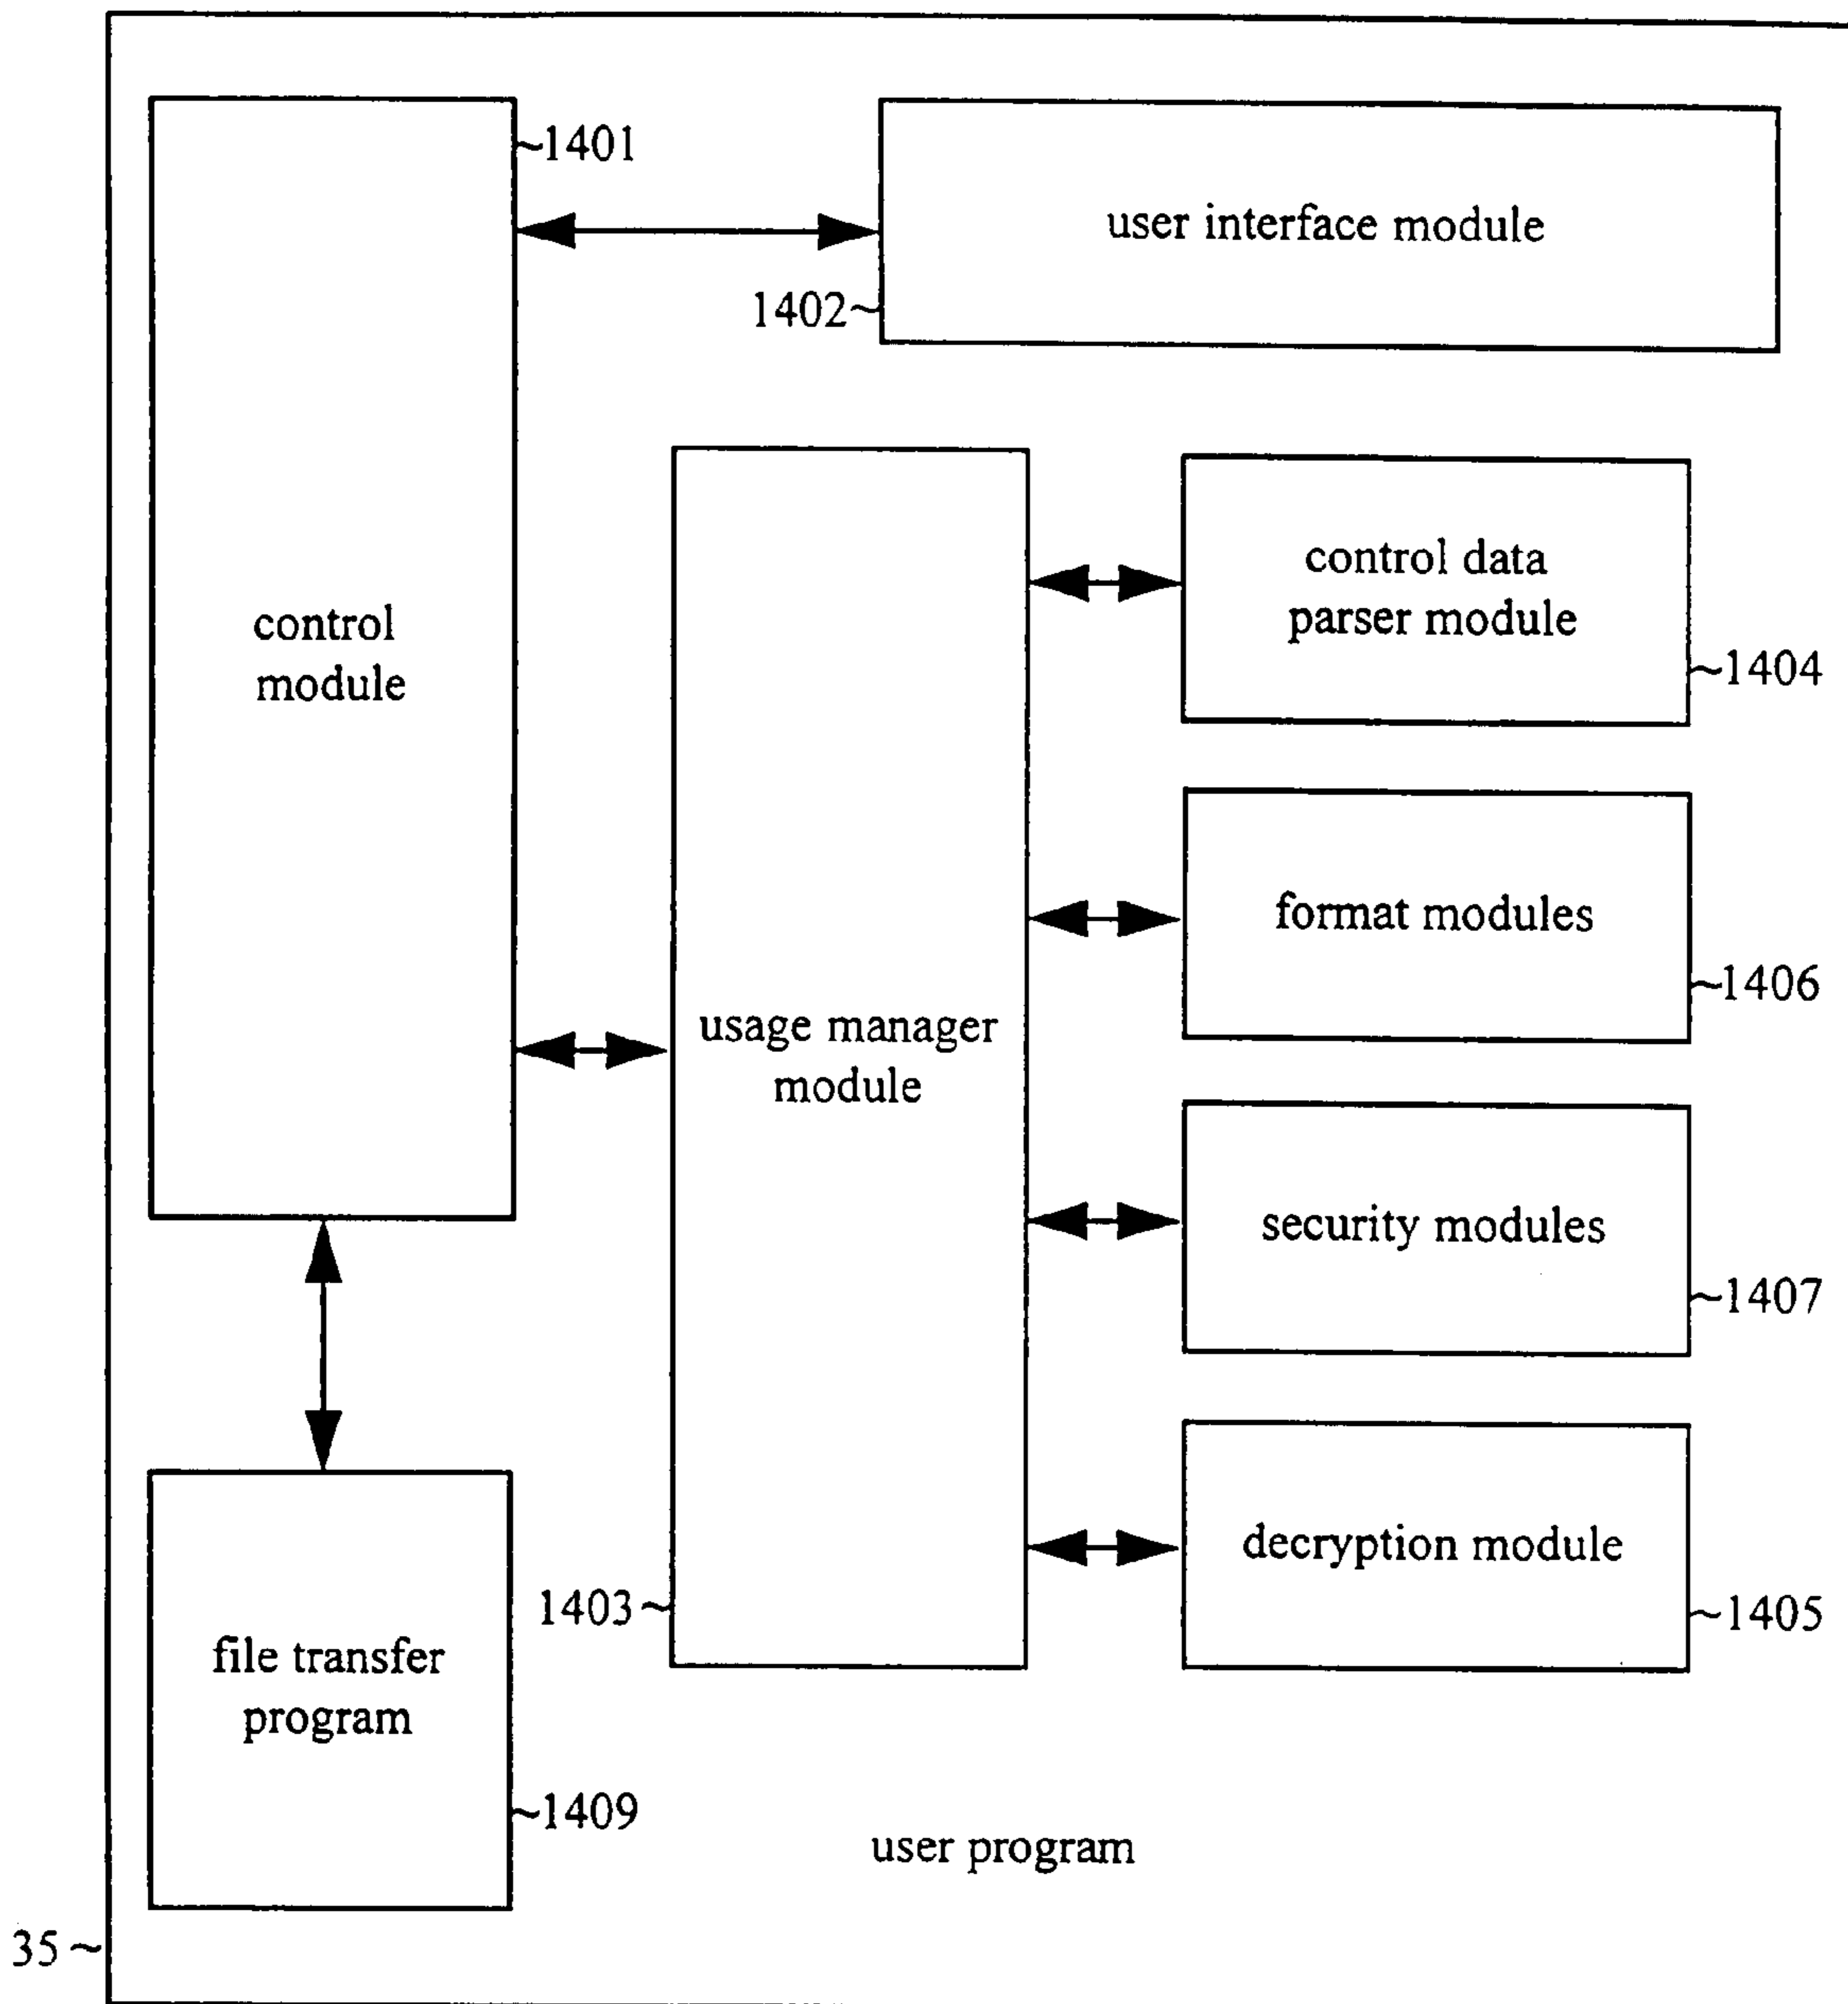 ~1401
user interface module
1402~
control
module
control data
parser module
~1404
format modules
~1406
usage manager
module
security modules
~1407
decryption module
1403~
~1405
file transfer
program
~1409
user program
35~